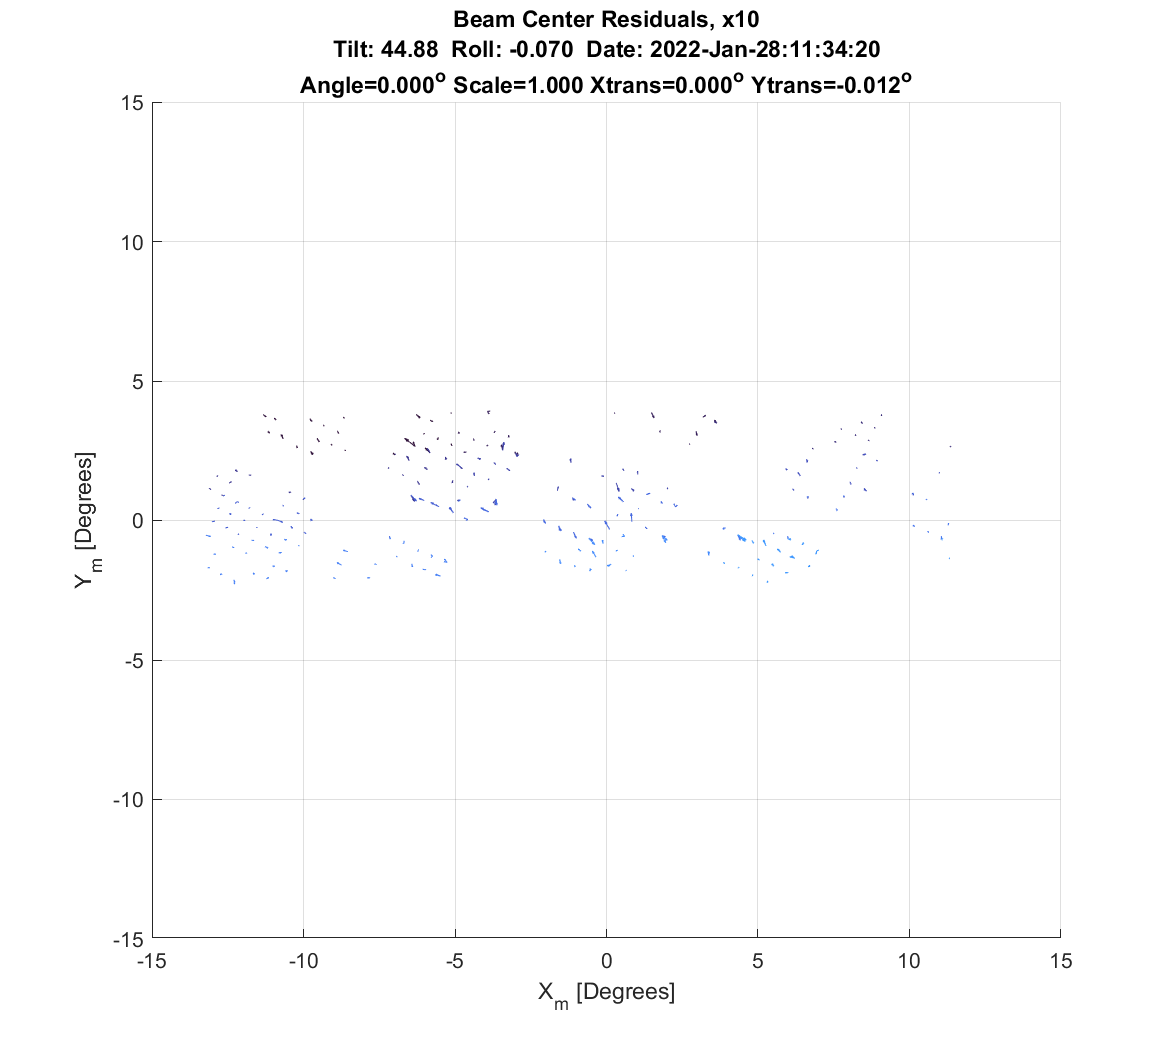 Beam Center Residuals, x10
Tilt: 44.88 Roll: -0.070 Date: 2022-Jan-28:11:34:20
Angle=0.000° Scale=1.000 Xtrans=0.000° Ytrans=-0.012°
15
10
5
0
-5
-10
-15
Y_m [Degrees]
-15 -10 -5 0 5 10 15
X_m [Degrees]